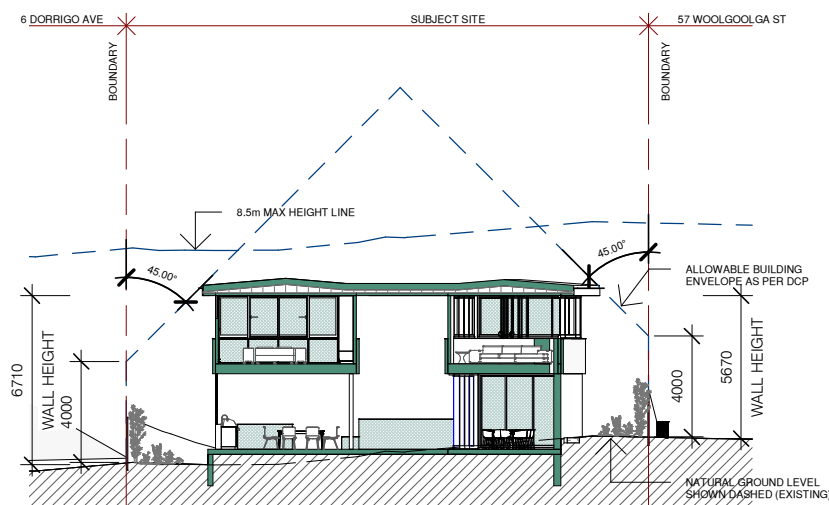 6 DORRIGO AVE
SUBJECT SITE
57 WOOLGOOLGA ST
BOUNDARY
BOUNDARY
8.5m MAX HEIGHT LINE
45.00°
45.00°
ALLOWABLE BUILDING
ENVELOPE AS PER DCP
6710
WALL HEIGHT
4000
4000
5670
WALL HEIGHT
NATURAL GROUND LEVEL
SHOWN DASHED (EXISTING)